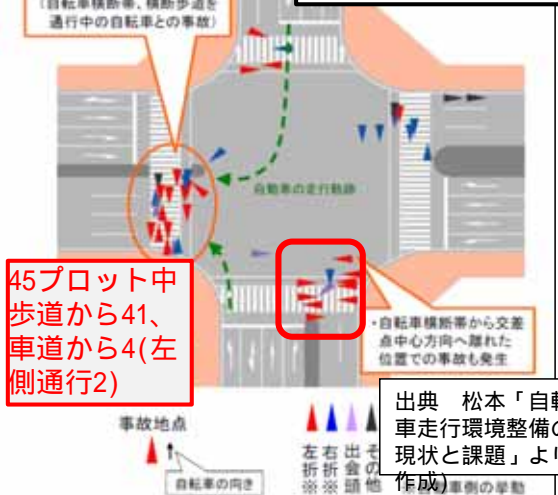 (自転車横断帯、横断歩道を
通行中の自転車との事故)
自動車の走行軌跡
45プロット中
歩道から41、
車道から4(左
側通行2)
・自転車横断帯から交差
点中心方向へ離れた
位置での事故も発生
事故地点
自転車の向き
左折※
右折※
出会頭
その他
出典 松本「自転
車走行環境整備の
現状と課題」より
作成)
車側の挙動